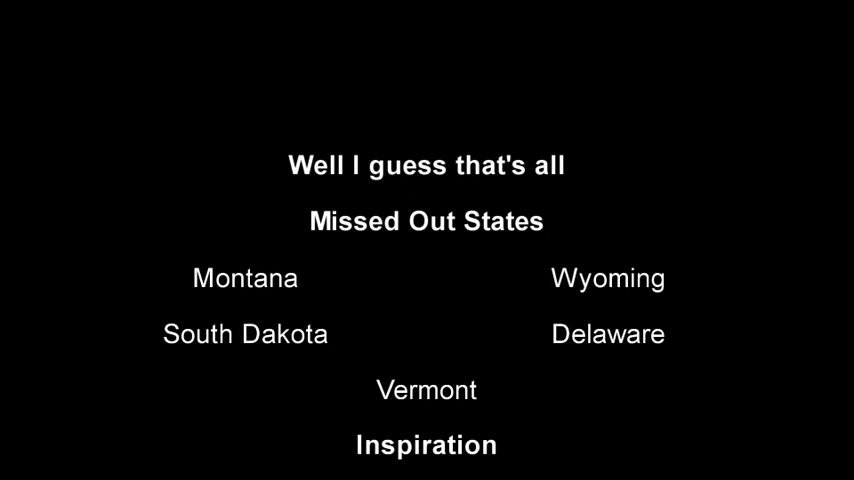 Well I guess that's all
Missed Out States
Montana Wyoming
South Dakota Delaware
Vermont
Inspiration